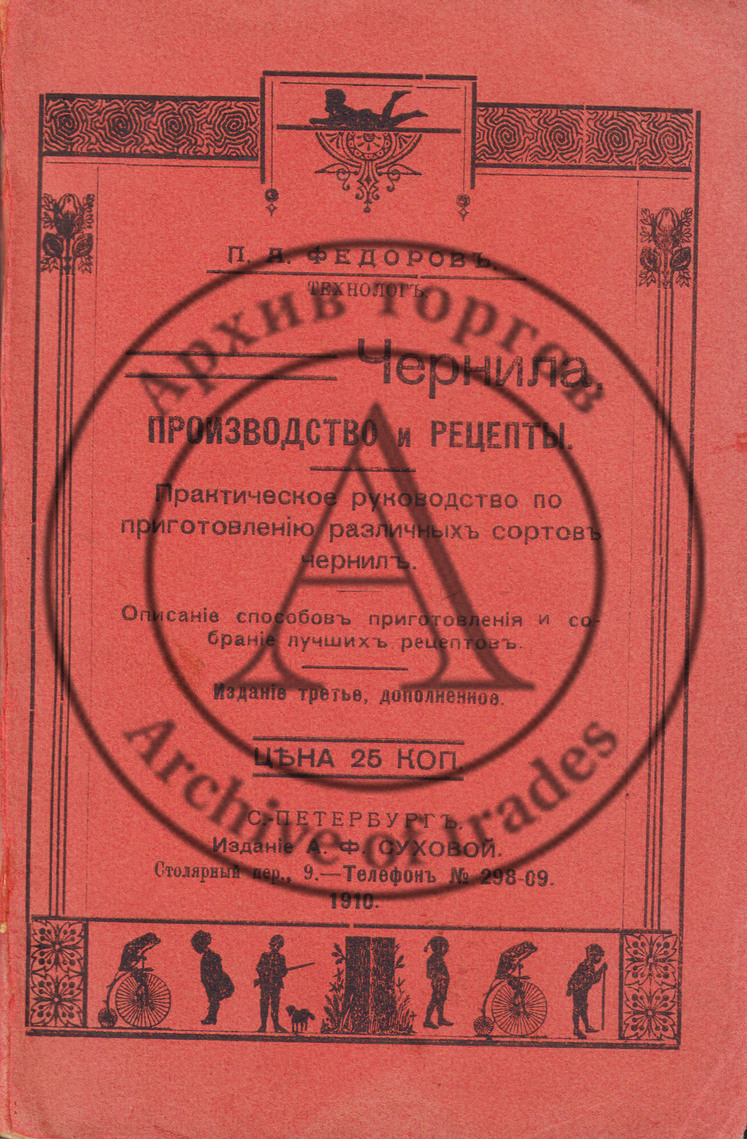 П. А. ФЕДОРОВЪ.
ТЕХНОЛОГЪ.
Архив торгов
Чернила,
ПРОИЗВОДСТВО и РЕЦЕПТЫ.
Практическое руководство по
приготовленію различныхъ сортовъ
чернилъ.
Описаніе способовъ приготовленія и со-
браніе лучшихъ рецептовъ.
Изданіе третье, дополненное.
ЦѢНА 25 КОП.
С.-ПЕТЕРБУРГЪ.
Изданіе А. Ф. СУХОВОЙ.
Столярный пер., 9.—Телефонъ № 298-09.
1910.
A
Archive of trades